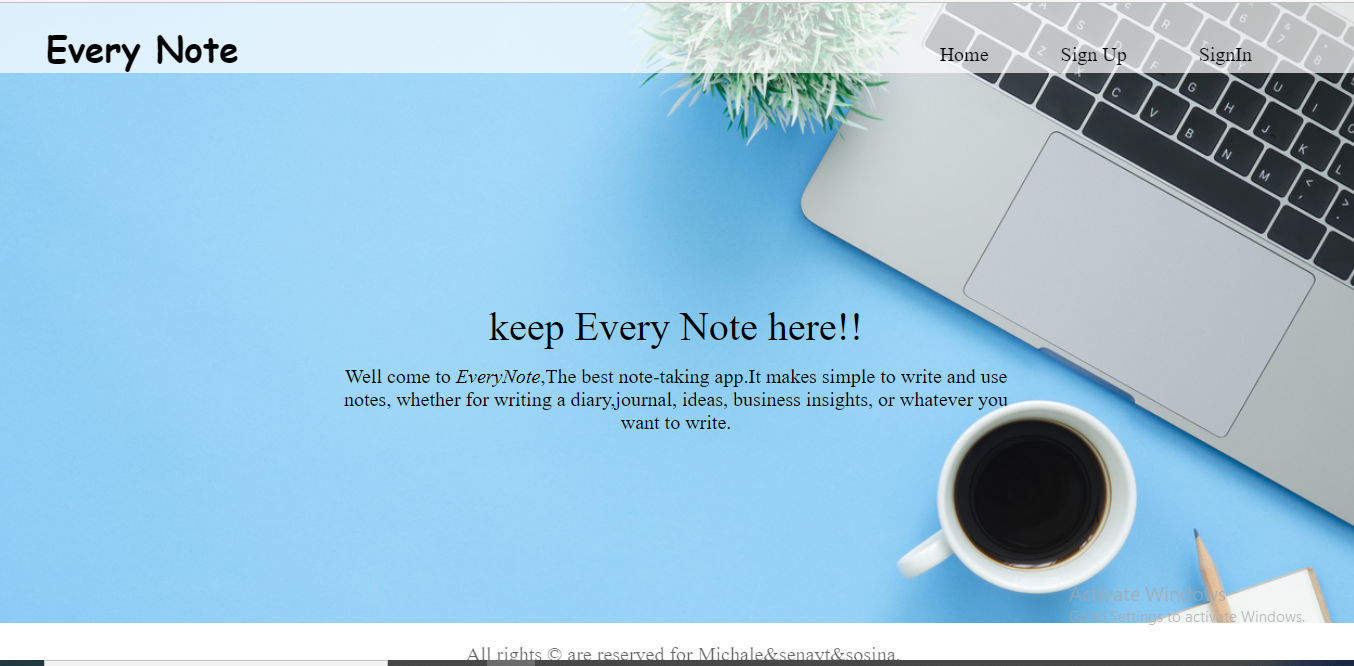 Every Note
Home Sign Up SignIn
keep Every Note here!!
Well come to EveryNote,The best note-taking app.It makes simple to write and use
notes, whether for writing a diary,journal, ideas, business insights, or whatever you
want to write.
Activate Windows
Go to Settings to activate Windows.
All rights © are reserved for Michale&senayt&sosina.